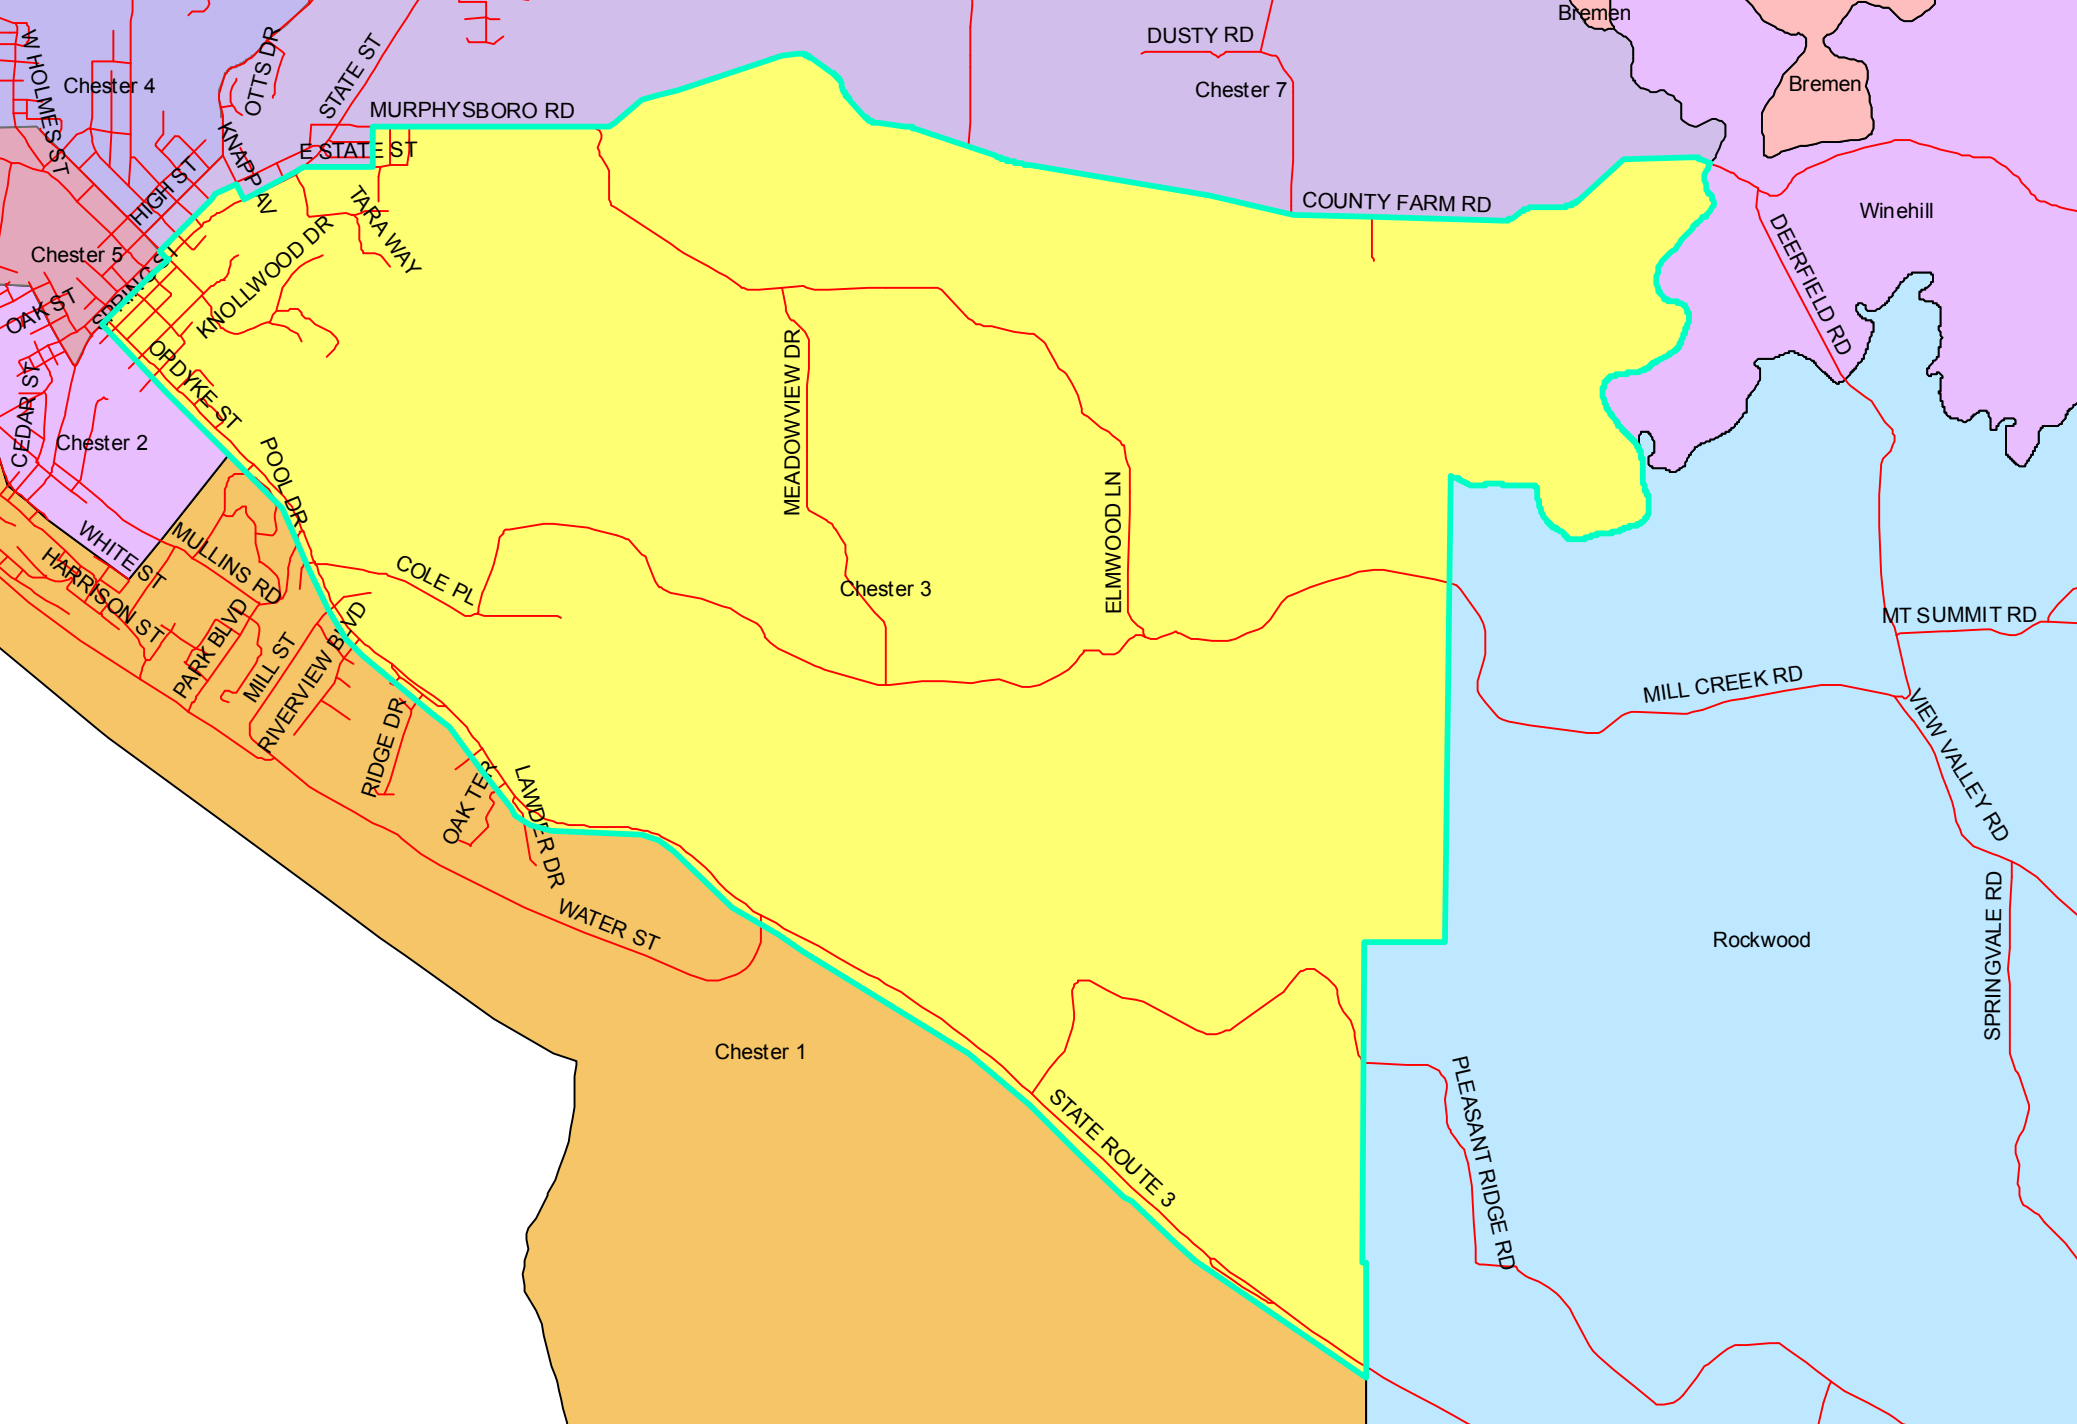 Bremen
DUSTY RD
W HOLMES ST
OTTS DR
STATE ST
Chester 4
Chester 7
Bremen
MURPHYSBORO RD
E STATE ST
KNAPP AV
HIGH ST
TARA WAY
COUNTY FARM RD
Winehill
Chester 5
SPRING ST
KNOLLWOOD DR
DEERFIELD RD
OAK ST
OPDYKE ST
CEDAR ST
Chester 2
POOL DR
MEADOWVIEW DR
ELMWOOD LN
WHITE ST
MULLINS RD
HARRISON ST
COLE PL
Chester 3
PARK BLVD
MILL ST
RIVERVIEW BLVD
MT SUMMIT RD
MILL CREEK RD
RIDGE DR
VIEW VALLEY RD
OAK TER
LAWDER DR
WATER ST
Rockwood
SPRINGVALE RD
Chester 1
STATE ROUTE 3
PLEASANT RIDGE RD